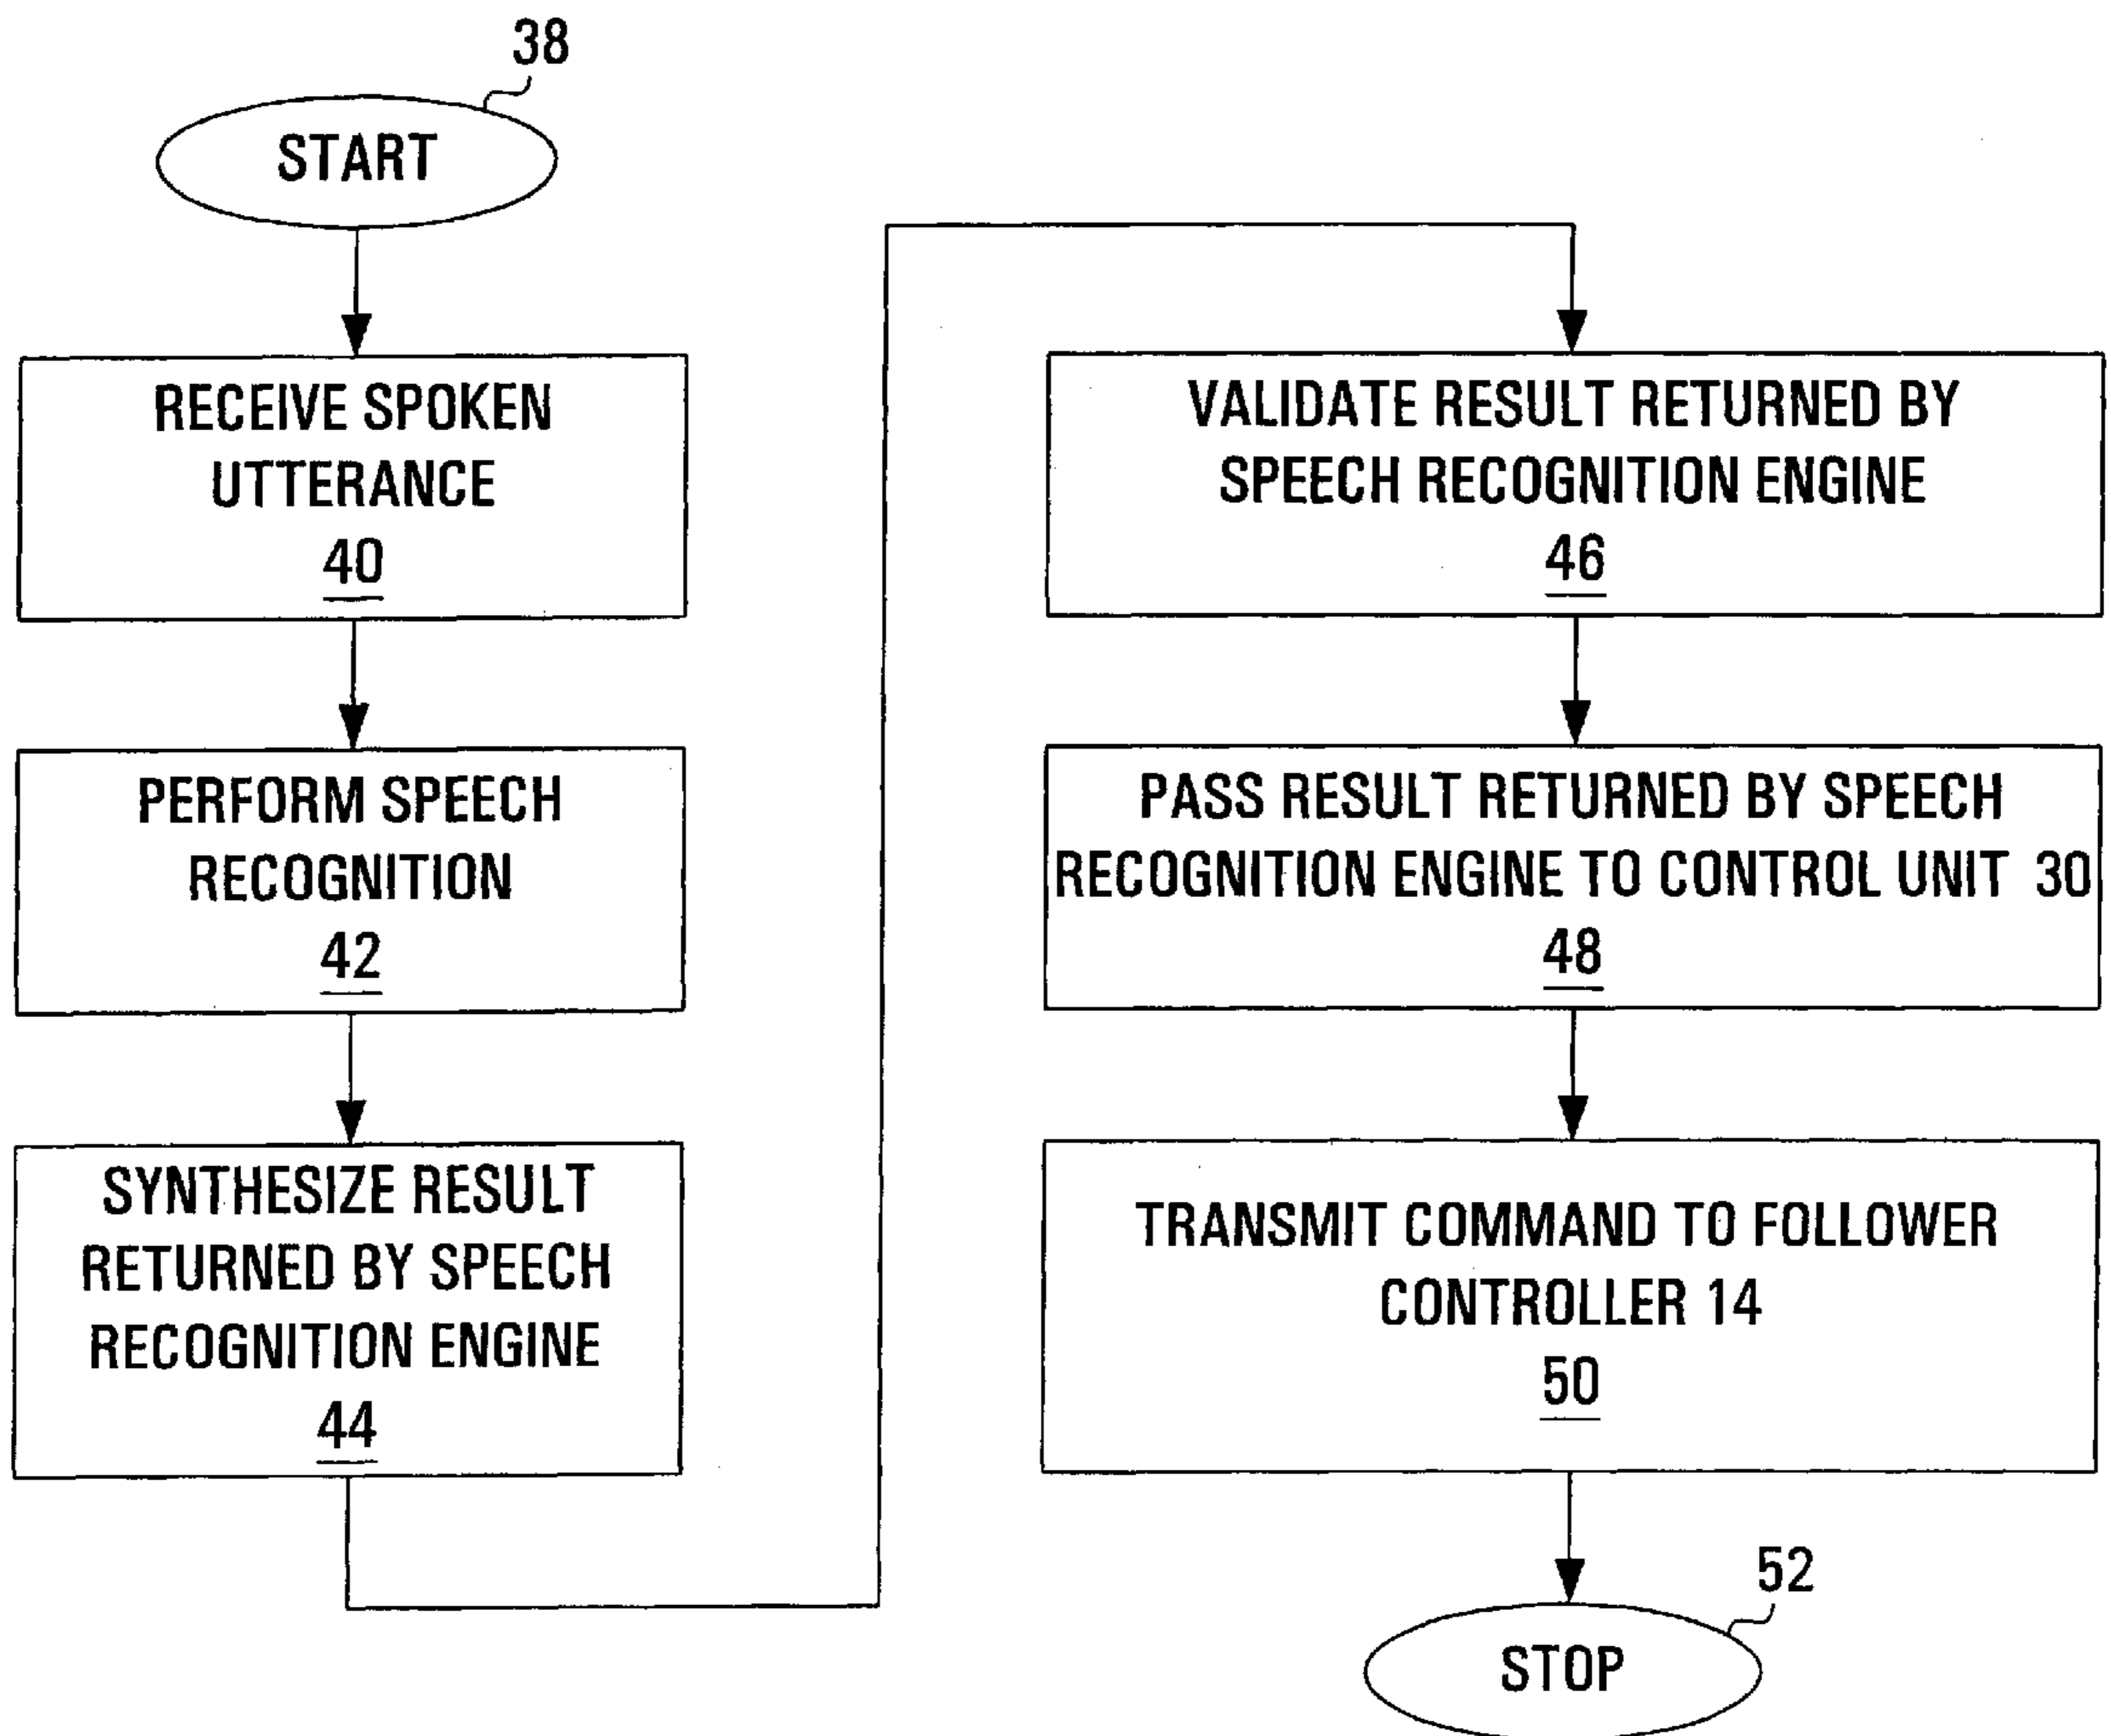 38
START
RECEIVE SPOKEN
UTTERANCE
40
PERFORM SPEECH
RECOGNITION
42
SYNTHESIZE RESULT
RETURNED BY SPEECH
RECOGNITION ENGINE
44
VALIDATE RESULT RETURNED BY
SPEECH RECOGNITION ENGINE
46
PASS RESULT RETURNED BY SPEECH
RECOGNITION ENGINE TO CONTROL UNIT 30
48
TRANSMIT COMMAND TO FOLLOWER
CONTROLLER 14
50
52
STOP